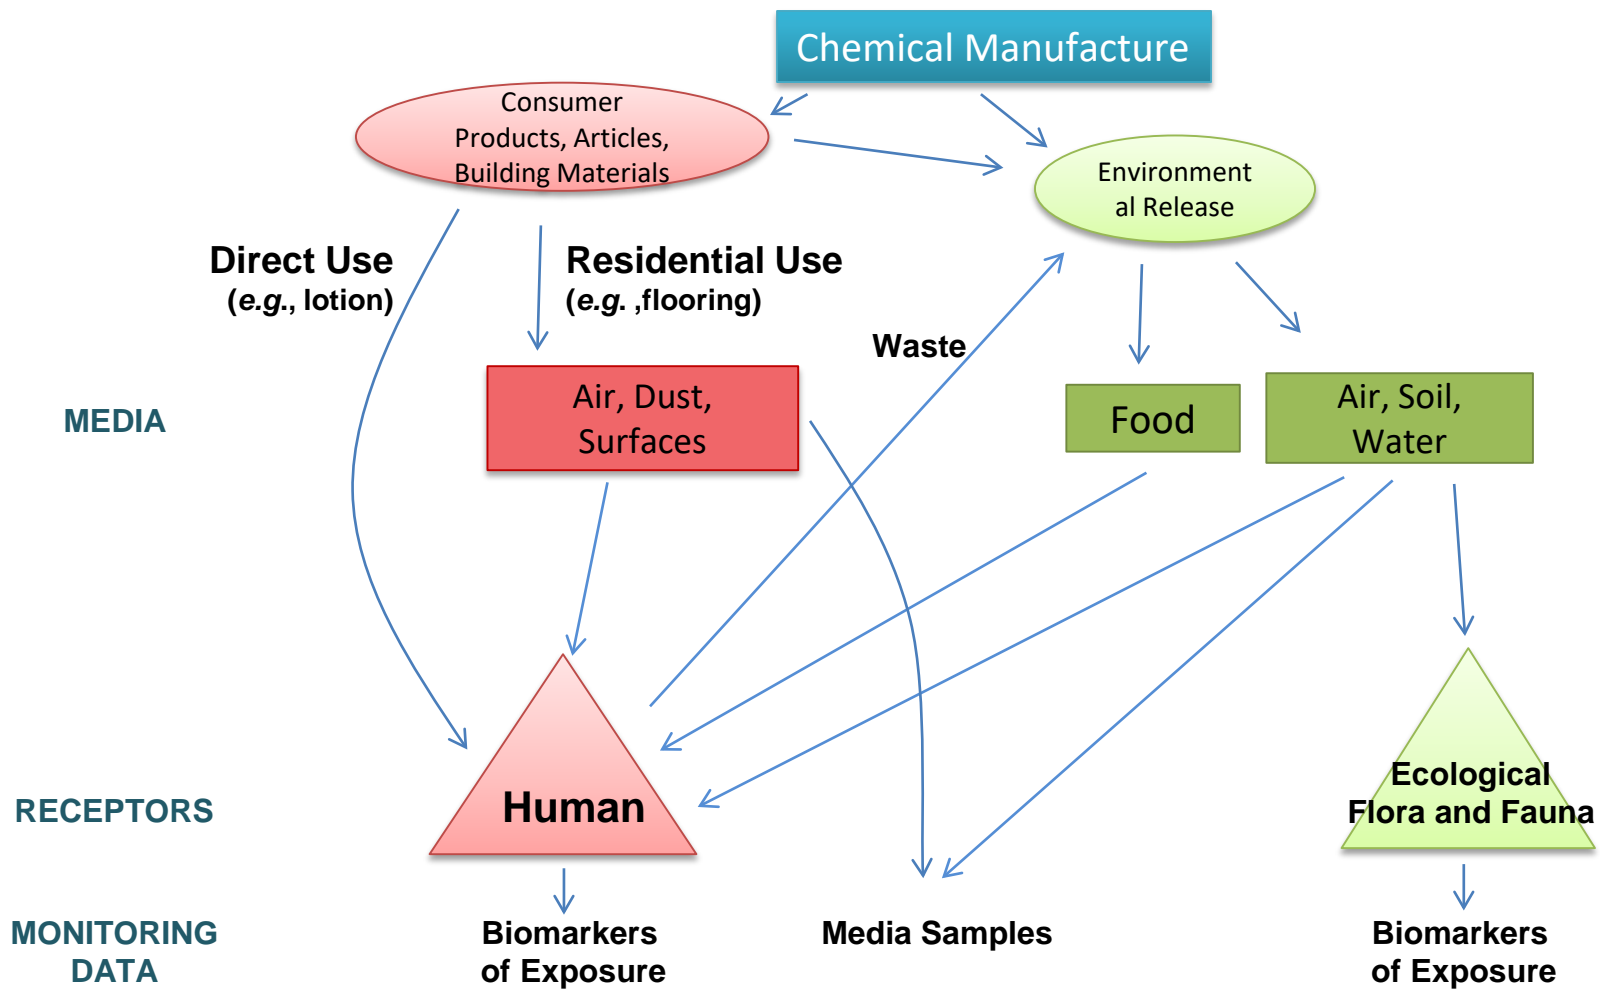 Chemical Manufacture
Consumer
Products, Articles,
Building Materials
Environment
al Release
Direct Use
(e.g., lotion)
Residential Use
(e.g. ,flooring)
Waste
MEDIA
Air, Dust,
Surfaces
Food
Air, Soil,
Water
RECEPTORS
Human
Ecological
Flora and Fauna
MONITORING
DATA
Biomarkers
of Exposure
Media Samples
Biomarkers
of Exposure